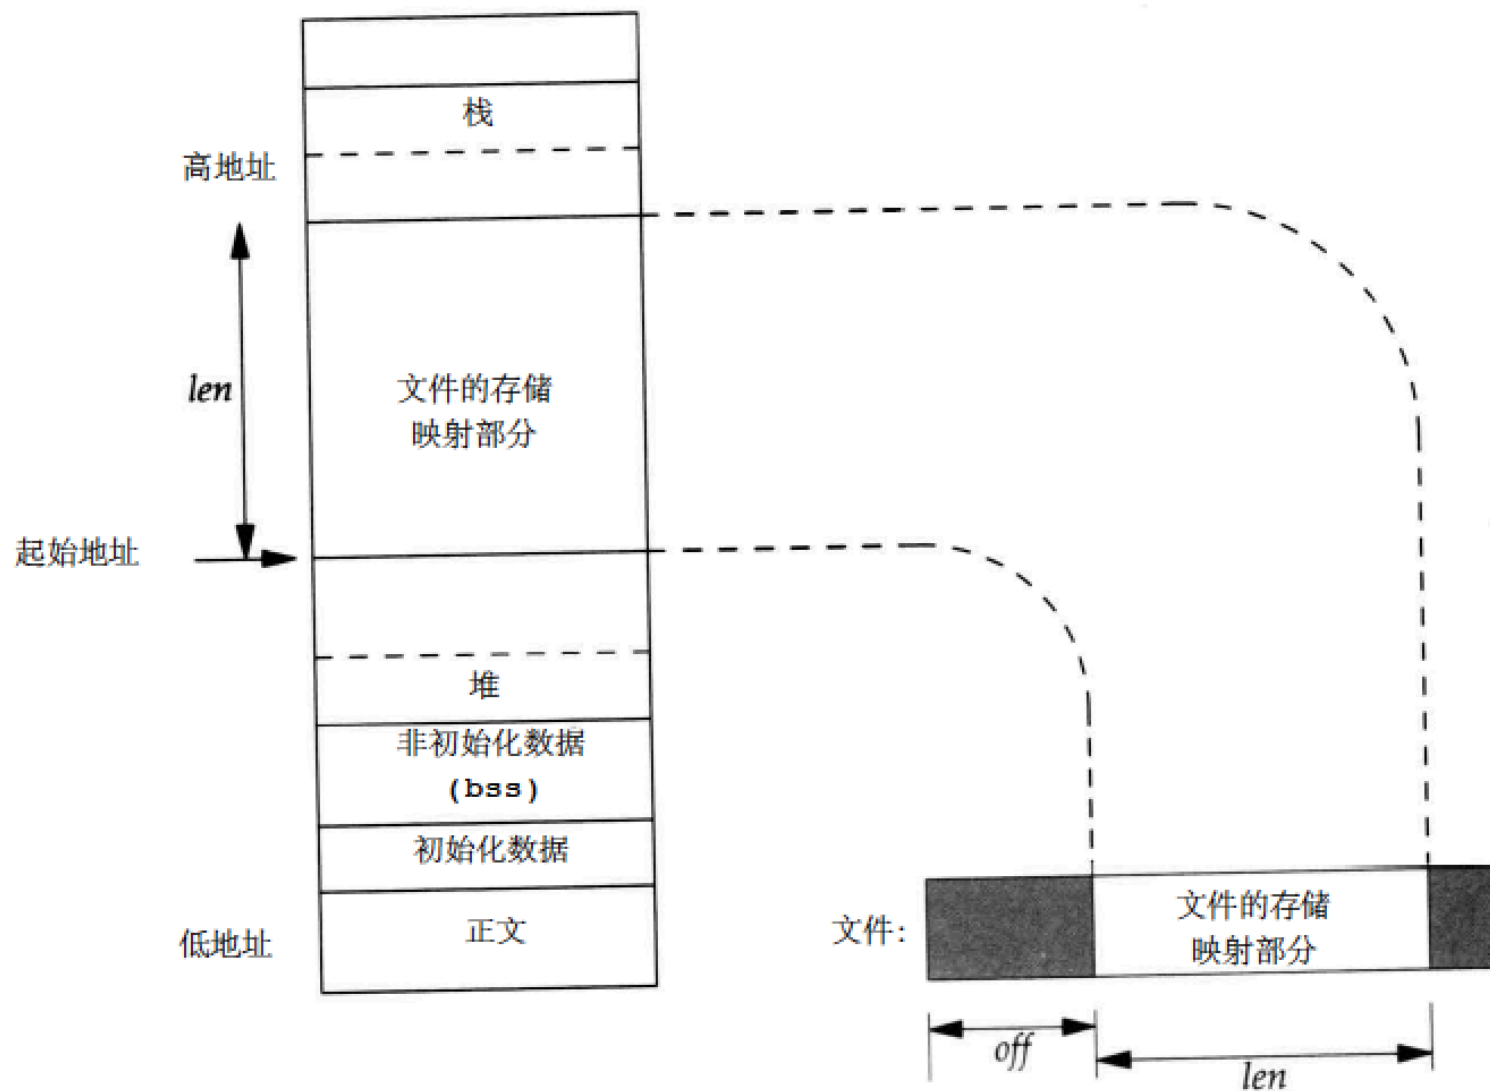 栈
高地址
len
文件的存储
映射部分
起始地址
堆
非初始化数据
(bss)
初始化数据
低地址
正文
文件:
文件的存储
映射部分
off
len